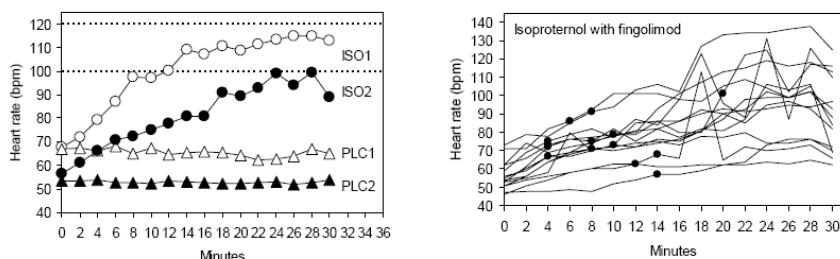 120
110
100
90
80
70
60
50
40
Heart rate (bpm)
ISO1
ISO2
PLC1
PLC2
0 2 4 6 8 10 12 14 16 18 20 22 24 26 28 30 32 34 36
Minutes
Isoproternol with fingolimod
140
130
120
110
100
90
80
70
60
50
40
Heart rate (bpm)
0 2 4 6 8 10 12 14 16 18 20 22 24 26 28 30
Minutes